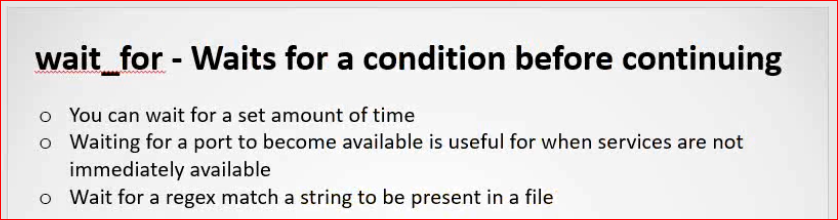 wait_for - Waits for a condition before continuing
o You can wait for a set amount of time
o Waiting for a port to become available is useful for when services are not
immediately available
o Wait for a regex match a string to be present in a file